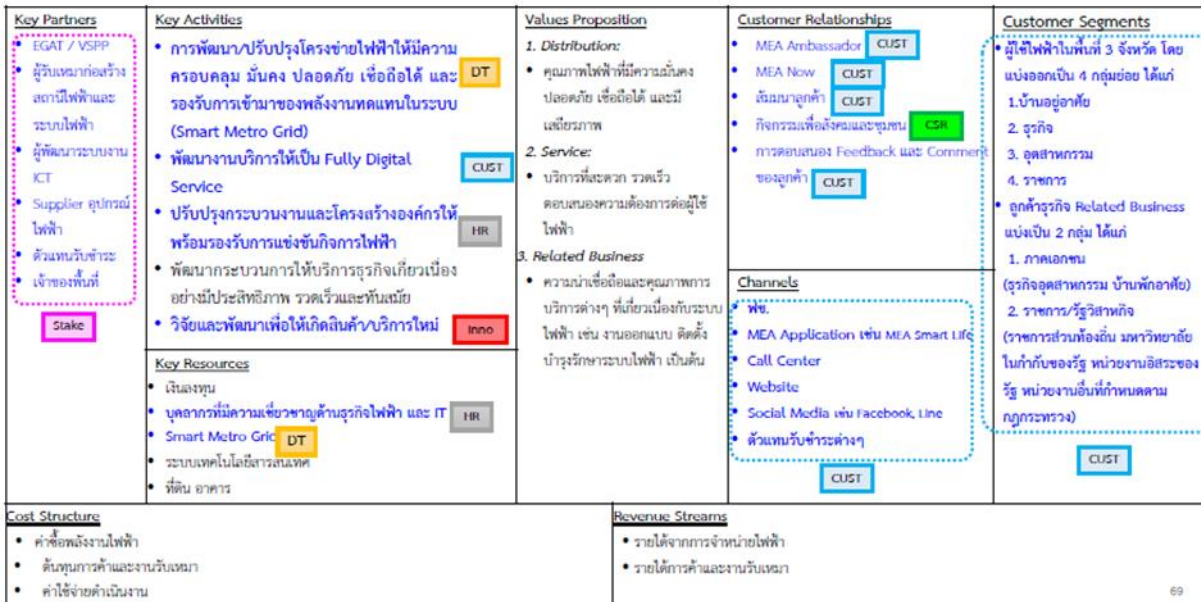 Key Partners
• EGAT / VSPP
• ผู้รับเหมาก่อสร้าง
สถานีไฟฟ้าและ
ระบบไฟฟ้า
• ผู้พัฒนาระบบงาน
ICT
• Supplier อุปกรณ์
ไฟฟ้า
• ตัวแทนรับชำระ
• เจ้าของพื้นที่
Stake
Key Activities
• การพัฒนา/ปรับปรุงโครงข่ายไฟฟ้าให้มีความ
ครอบคลุม มั่นคง ปลอดภัย เชื่อถือได้ และ
รองรับการเข้ามาของพลังงานทดแทนในระบบ
(Smart Metro Grid)
DT
• พัฒนางานบริการให้เป็น Fully Digital
Service
CUST
• ปรับปรุงกระบวนงานและโครงสร้างองค์กรให้
พร้อมรองรับการแข่งขันกิจการไฟฟ้า
HR
• พัฒนากระบวนการให้บริการธุรกิจเกี่ยวเนื่อง
อย่างมีประสิทธิภาพ รวดเร็วและทันสมัย
• วิจัยและพัฒนาเพื่อให้เกิดสินค้า/บริการใหม่
Inno
Key Resources
• เงินลงทุน
• บุคลากรที่มีความเชี่ยวชาญด้านธุรกิจไฟฟ้า และ IT
HR
• Smart Metro Grid
DT
• ระบบเทคโนโลยีสารสนเทศ
• ที่ดิน อาคาร
Values Proposition
1. Distribution:
• คุณภาพไฟฟ้าที่มีความมั่นคง
ปลอดภัย เชื่อถือได้ และมี
เสถียรภาพ
2. Service:
• บริการที่สะดวก รวดเร็ว
ตอบสนองความต้องการต่อผู้ใช้
ไฟฟ้า
3. Related Business
• ความน่าเชื่อถือและคุณภาพการ
บริการต่างๆ ที่เกี่ยวเนื่องกับระบบ
ไฟฟ้า เช่น งานออกแบบ ติดตั้ง
บำรุงรักษาระบบไฟฟ้า เป็นต้น
Customer Relationships
• MEA Ambassador CUST
• MEA Now CUST
• สัมมนาลูกค้า CUST
• กิจกรรมเพื่อสังคมและชุมชน CSR
• การตอบสนอง Feedback และ Comment
ของลูกค้า CUST
Channels
• ฟข.
• MEA Application เช่น MEA Smart Life
• Call Center
• Website
• Social Media เช่น Facebook, Line
• ตัวแทนรับชำระต่างๆ
CUST
Customer Segments
• ผู้ใช้ไฟฟ้าในพื้นที่ 3 จังหวัด โดย
แบ่งออกเป็น 4 กลุ่มย่อย ได้แก่
1.บ้านอยู่อาศัย
2. ธุรกิจ
3. อุตสาหกรรม
4. ราชการ
• ลูกค้าธุรกิจ Related Business
แบ่งเป็น 2 กลุ่ม ได้แก่
1. ภาคเอกชน
(ธุรกิจอุตสาหกรรม บ้านพักอาศัย)
2. ราชการ/รัฐวิสาหกิจ
(ราชการส่วนท้องถิ่น มหาวิทยาลัย
ในกำกับของรัฐ หน่วยงานอิสระของ
รัฐ หน่วยงานอื่นที่กำหนดตาม
กฎกระทรวง)
CUST
Cost Structure
• ค่าซื้อพลังงานไฟฟ้า
• ต้นทุนการค้าและงานรับเหมา
• ค่าใช้จ่ายดำเนินงาน
Revenue Streams
• รายได้จากการจำหน่ายไฟฟ้า
• รายได้การค้าและงานรับเหมา
69